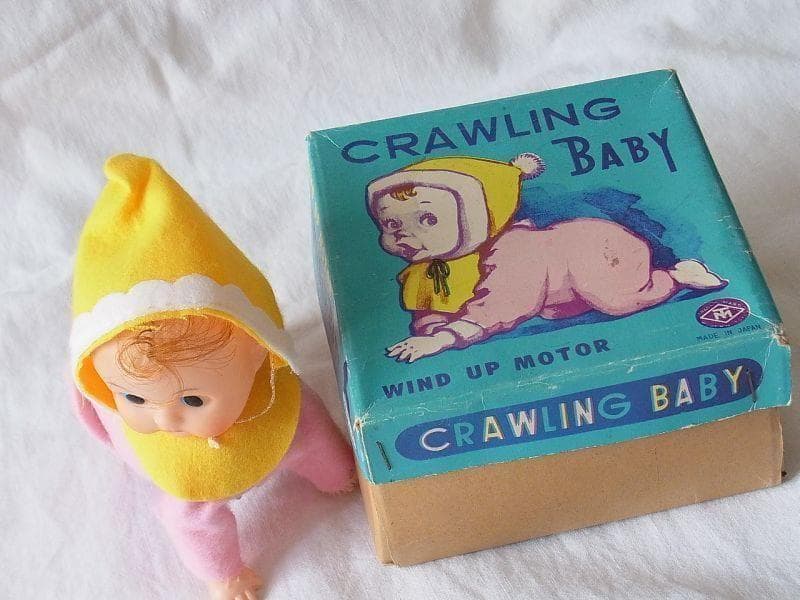 CRAWLING
BABY
WIND UP MOTOR
MADE IN JAPAN
CRAWLING BABY